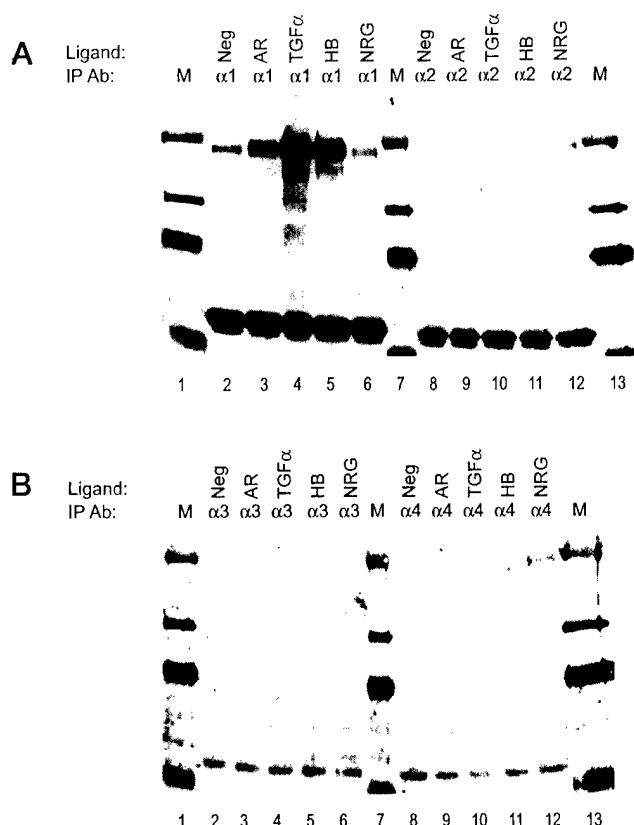 A
Ligand: Neg AR TGFα HB NRG Neg AR TGFα HB NRG
IP Ab: M α1 α1 α1 α1 α1 M α2 α2 α2 α2 α2 M
1 2 3 4 5 6 7 8 9 10 11 12 13
B
Ligand: Neg AR TGFα HB NRG Neg AR TGFα HB NRG
IP Ab: M α3 α3 α3 α3 α3 M α4 α4 α4 α4 α4 M
1 2 3 4 5 6 7 8 9 10 11 12 13